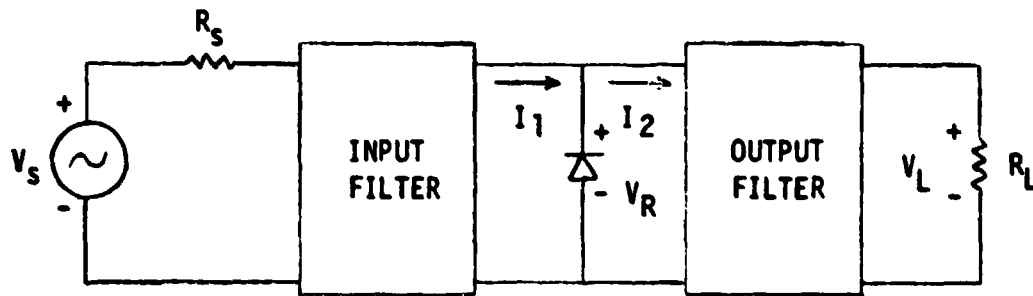 R_S
+
V_S
-
INPUT
FILTER
I_1
+
I_2
-
V_R
OUTPUT
FILTER
+
V_L
-
R_L